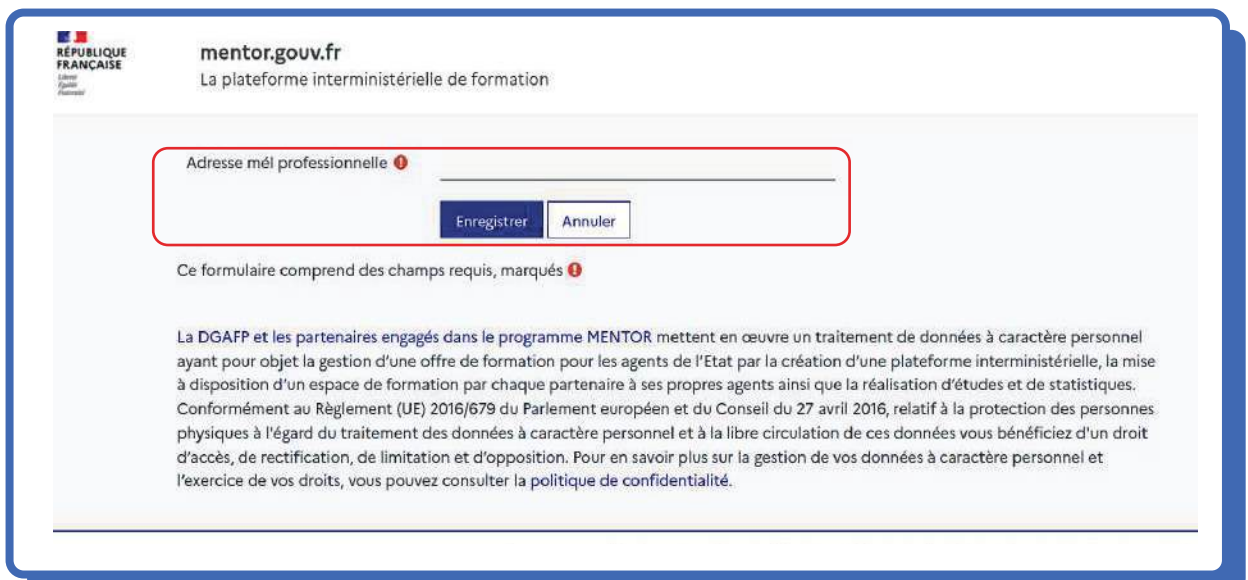 RÉPUBLIQUE
FRANÇAISE
Liberté
Égalité
Fraternité
mentor.gouv.fr
La plateforme interministérielle de formation
Adresse mél professionnelle
Enregistrer Annuler
Ce formulaire comprend des champs requis, marqués
La DGAFP et les partenaires engagés dans le programme MENTOR mettent en œuvre un traitement de données à caractère personnel
ayant pour objet la gestion d'une offre de formation pour les agents de l'Etat par la création d'une plateforme interministérielle, la mise
à disposition d'un espace de formation par chaque partenaire à ses propres agents ainsi que la réalisation d'études et de statistiques.
Conformément au Règlement (UE) 2016/679 du Parlement européen et du Conseil du 27 avril 2016, relatif à la protection des personnes
physiques à l'égard du traitement des données à caractère personnel et à la libre circulation de ces données vous bénéficiez d'un droit
d'accès, de rectification, de limitation et d'opposition. Pour en savoir plus sur la gestion de vos données à caractère personnel et
l'exercice de vos droits, vous pouvez consulter la politique de confidentialité.